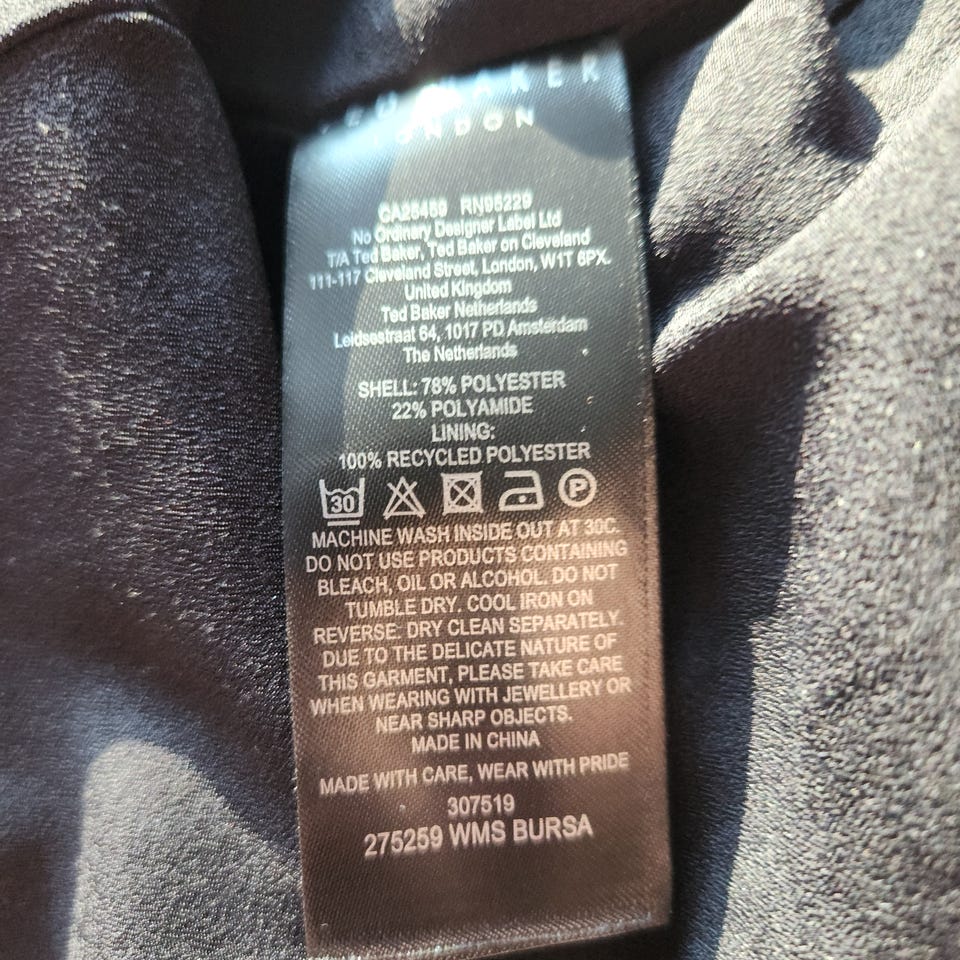 TED BAKER
LONDON
CA25469 RN95229
No Ordinary Designer Label Ltd
T/A Ted Baker, Ted Baker on Cleveland
111-117 Cleveland Street, London, W1T 6PX.
United Kingdom
Ted Baker Netherlands
Leidsestraat 64, 1017 PD Amsterdam
The Netherlands
SHELL: 78% POLYESTER
22% POLYAMIDE
LINING:
100% RECYCLED POLYESTER
30 P
MACHINE WASH INSIDE OUT AT 30C.
DO NOT USE PRODUCTS CONTAINING
BLEACH, OIL OR ALCOHOL. DO NOT
TUMBLE DRY. COOL IRON ON
REVERSE. DRY CLEAN SEPARATELY.
DUE TO THE DELICATE NATURE OF
THIS GARMENT, PLEASE TAKE CARE
WHEN WEARING WITH JEWELLERY OR
NEAR SHARP OBJECTS.
MADE IN CHINA
MADE WITH CARE, WEAR WITH PRIDE
307519
275259 WMS BURSA